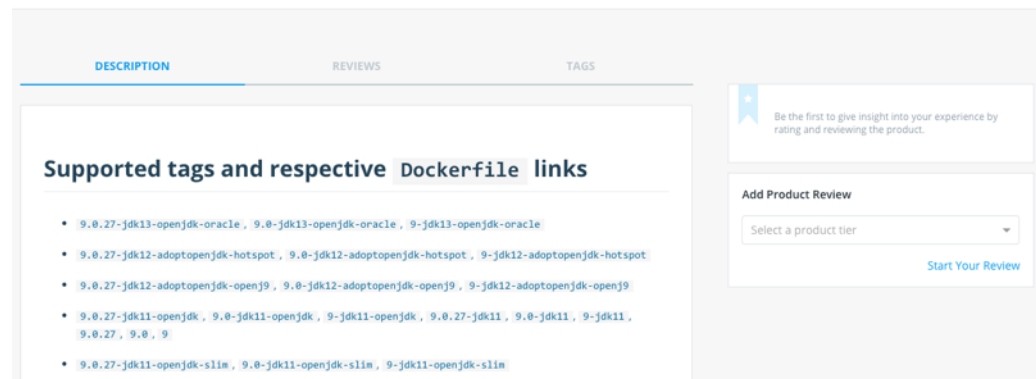 DESCRIPTION
REVIEWS
TAGS
Be the first to give insight into your experience by
rating and reviewing the product.
Supported tags and respective Dockerfile links
Add Product Review
Select a product tier
Start Your Review
• 9.0.27-jdk13-openjdk-oracle, 9.0-jdk13-openjdk-oracle, 9-jdk13-openjdk-oracle
• 9.0.27-jdk12-adoptopenjdk-hotspot, 9.0-jdk12-adoptopenjdk-hotspot, 9-jdk12-adoptopenjdk-hotspot
• 9.0.27-jdk12-adoptopenjdk-openj9, 9.0-jdk12-adoptopenjdk-openj9, 9-jdk12-adoptopenjdk-openj9
• 9.0.27-jdk11-openjdk, 9.0-jdk11-openjdk, 9-jdk11-openjdk, 9.0.27-jdk11, 9.0-jdk11, 9-jdk11,
9.0.27, 9.0, 9
• 9.0.27-jdk11-openjdk-slim, 9.0-jdk11-openjdk-slim, 9-jdk11-openjdk-slim